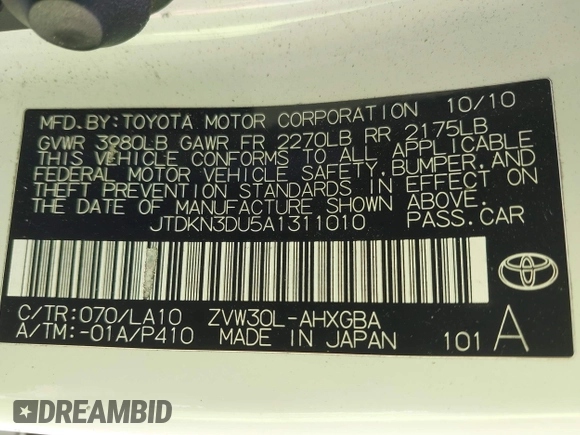 MFD.BY:TOYOTA MOTOR CORPORATION 10/10
GVWR 3980LB GAWR FR 2270LB RR 2175LB
THIS VEHICLE CONFORMS TO ALL APPLICABLE
FEDERAL MOTOR VEHICLE SAFETY,BUMPER,AND
THEFT PREVENTION STANDARDS IN EFFECT ON
THE DATE OF MANUFACTURE SHOWN ABOVE.
JTDKN3DU5A1311010 PASS.CAR
C/TR:070/LA10 ZVW30L-AHXGBA
A/TM:-01A/P410 MADE IN JAPAN 101 A
DREAMBID